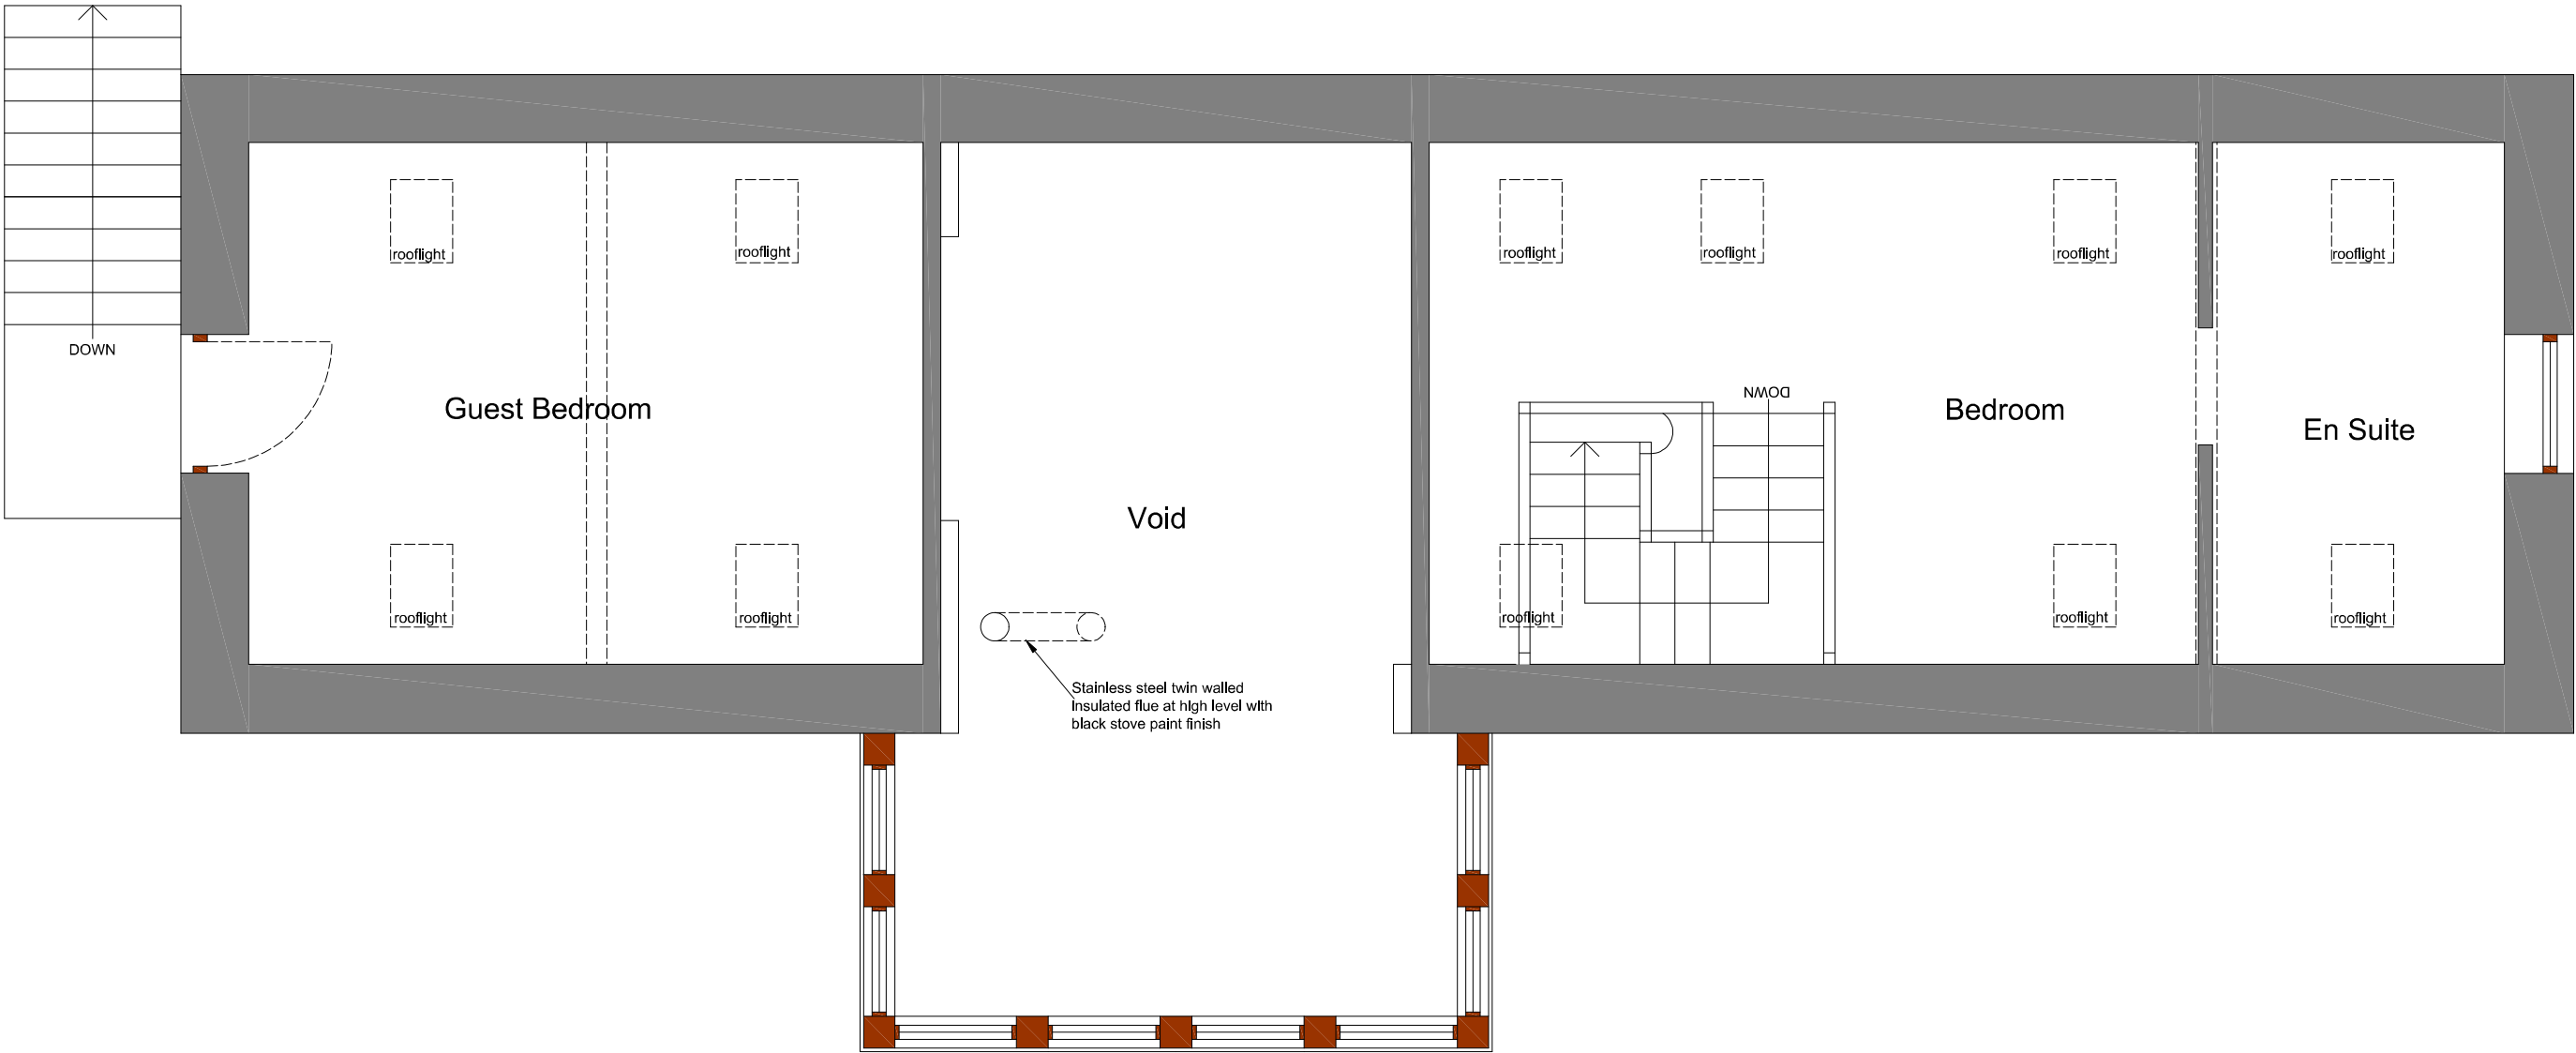 rooflight
rooflight
rooflight
rooflight
rooflight
rooflight
DOWN
DOWN
Guest Bedroom
Bedroom
En Suite
Void
rooflight
rooflight
rooflight
rooflight
rooflight
Stainless steel twin walled
insulated flue at high level with
black stove paint finish